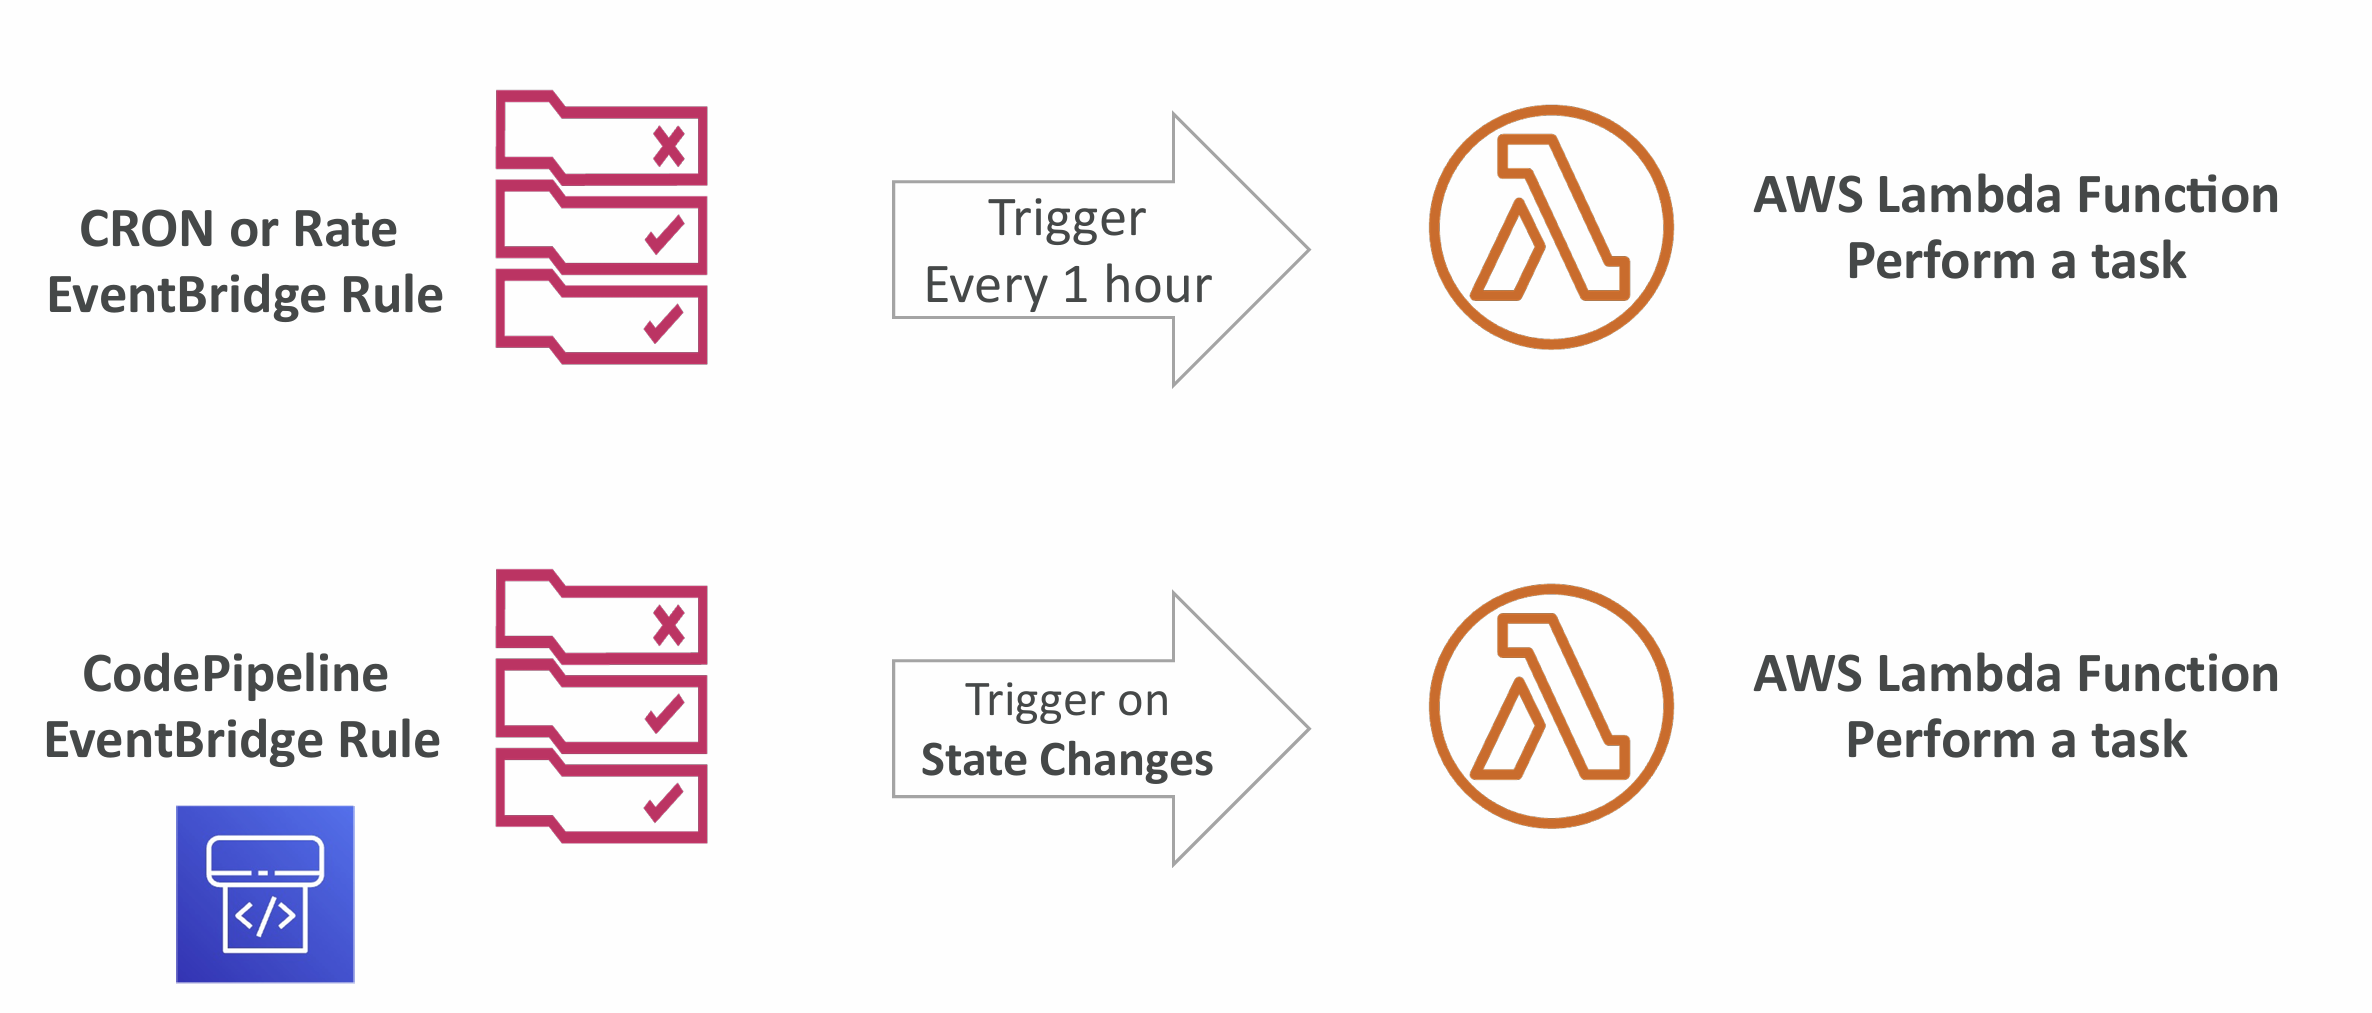 CRON or Rate
EventBridge Rule
Trigger
Every 1 hour
AWS Lambda Function
Perform a task
CodePipeline
EventBridge Rule
</>
Trigger on
State Changes
AWS Lambda Function
Perform a task